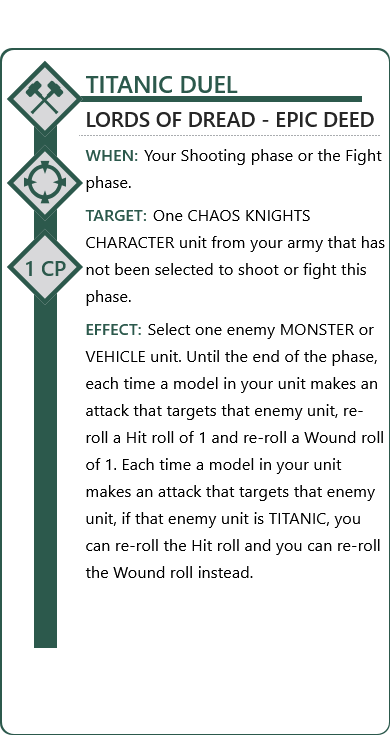 TITANIC DUEL
LORDS OF DREAD - EPIC DEED
WHEN: Your Shooting phase or the Fight
phase.
TARGET: One CHAOS KNIGHTS
CHARACTER unit from your army that has
not been selected to shoot or fight this
phase.
1 CP
EFFECT: Select one enemy MONSTER or
VEHICLE unit. Until the end of the phase,
each time a model in your unit makes an
attack that targets that enemy unit, re-
roll a Hit roll of 1 and re-roll a Wound roll
of 1. Each time a model in your unit
makes an attack that targets that enemy
unit, if that enemy unit is TITANIC, you
can re-roll the Hit roll and you can re-roll
the Wound roll instead.